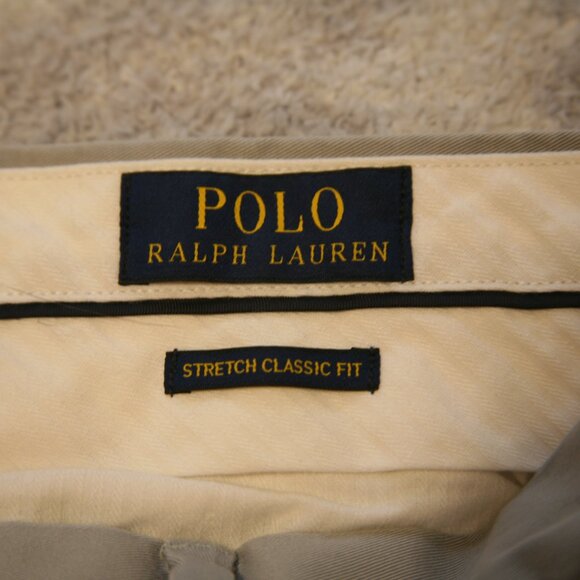 POLO
RALPH LAUREN
STRETCH CLASSIC FIT